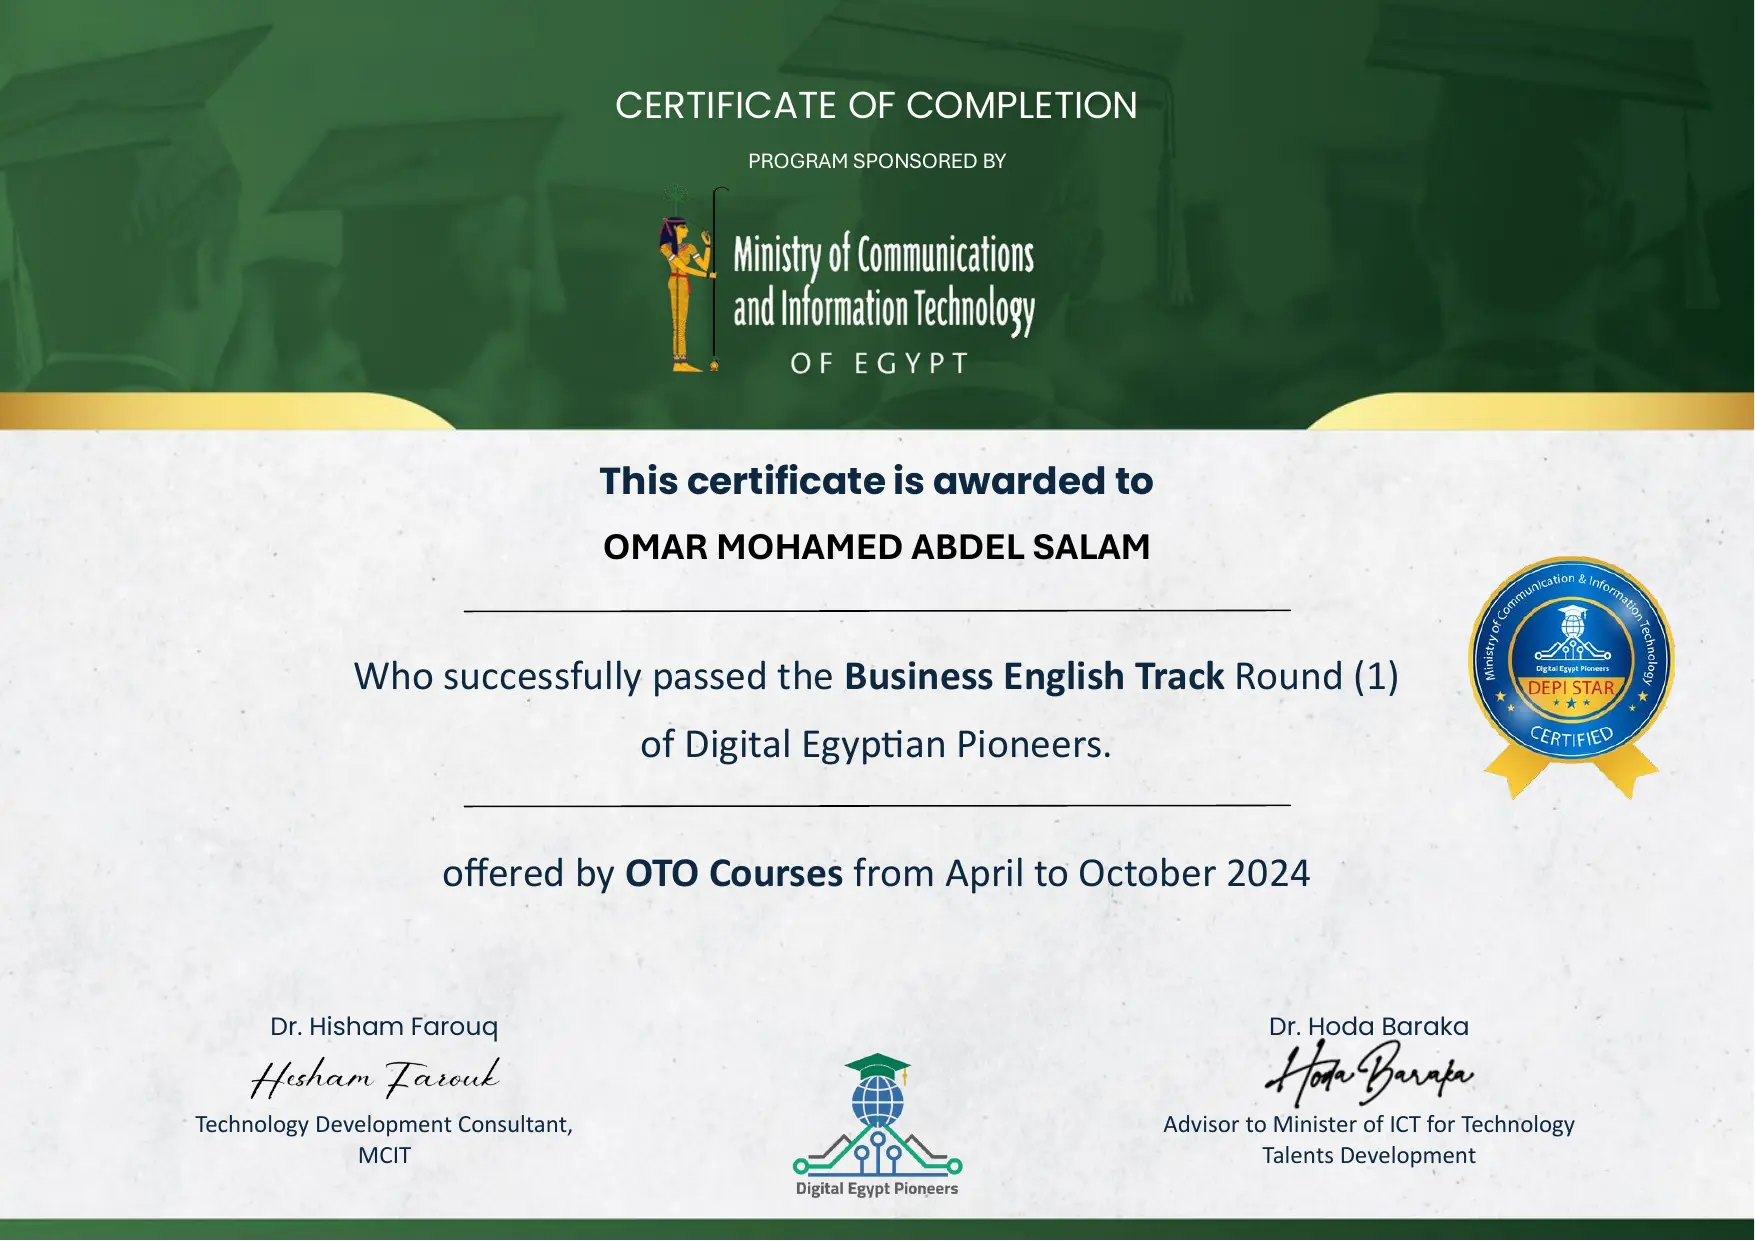 CERTIFICATE OF COMPLETION
PROGRAM SPONSORED BY
Ministry of Communications
and Information Technology
OF EGYPT
This certificate is awarded to
OMAR MOHAMED ABDEL SALAM
Who successfully passed the Business English Track Round (1)
of Digital Egyptian Pioneers.
Ministry of Communication & Information Technology
Digital Egypt Pioneers
DEPI STAR
CERTIFIED
offered by OTO Courses from April to October 2024
Dr. Hisham Farouq
Hesham Farouk
Technology Development Consultant,
MCIT
Digital Egypt Pioneers
Dr. Hoda Baraka
Hoda Baraka
Advisor to Minister of ICT for Technology
Talents Development